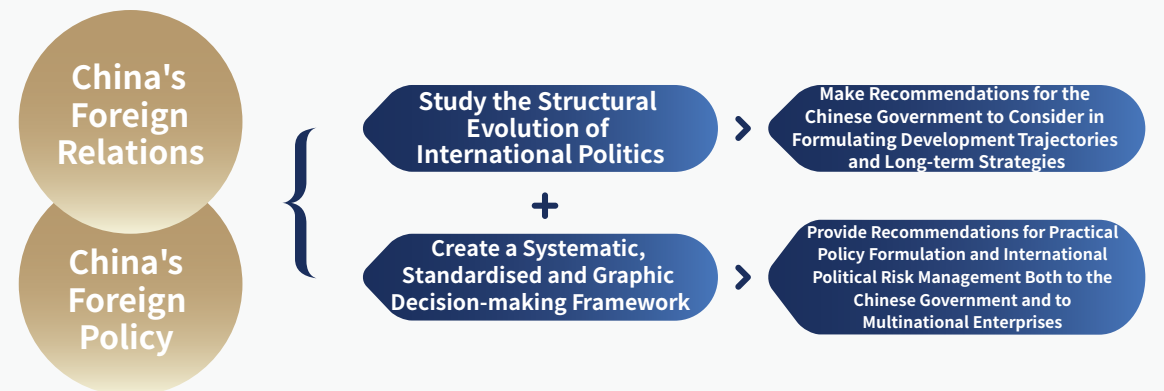 China's
Foreign
Relations
China's
Foreign
Policy
Study the Structural
Evolution of
International Politics
Make Recommendations for the
Chinese Government to Consider in
Formulating Development Trajectories
and Long-term Strategies
+
Create a Systematic,
Standardised and Graphic
Decision-making Framework
Provide Recommendations for Practical
Policy Formulation and International
Political Risk Management Both to the
Chinese Government and to
Multinational Enterprises